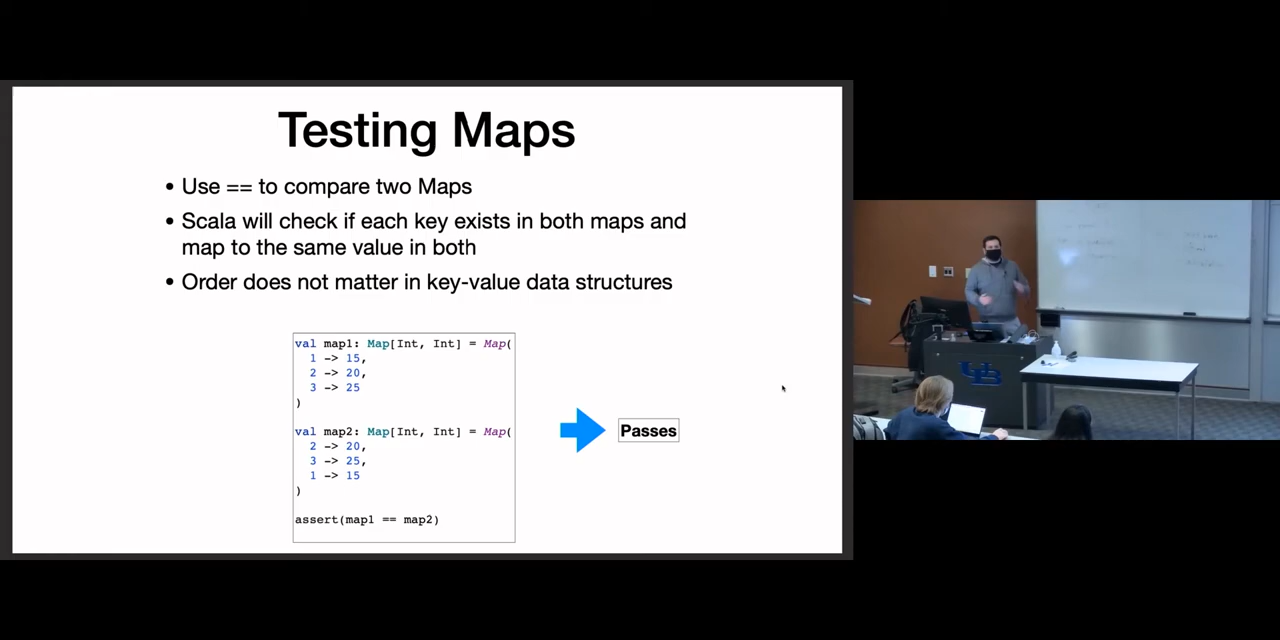 Testing Maps
• Use == to compare two Maps
• Scala will check if each key exists in both maps and
map to the same value in both
• Order does not matter in key-value data structures
val map1: Map[Int, Int] = Map(
1 -> 15,
2 -> 20,
3 -> 25
)
val map2: Map[Int, Int] = Map(
2 -> 20,
3 -> 25,
1 -> 15
)
assert(map1 == map2)
Passes
UB